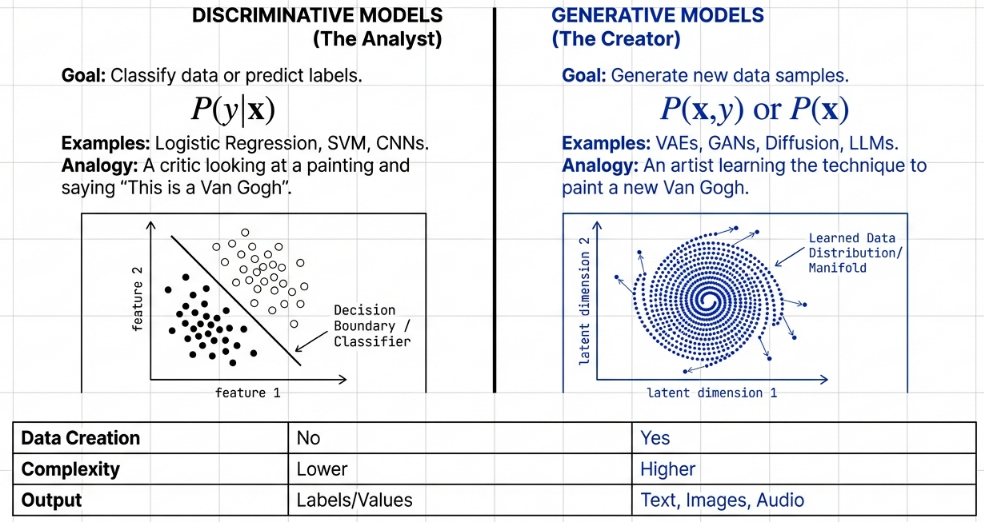 DISCRIMINATIVE MODELS
(The Analyst)
Goal: Classify data or predict labels.
P(y|x)
Examples: Logistic Regression, SVM, CNNs.
Analogy: A critic looking at a painting and
saying “This is a Van Gogh”.
feature 2
Decision
Boundary /
Classifier
feature 1
GENERATIVE MODELS
(The Creator)
Goal: Generate new data samples.
P(x,y) or P(x)
Examples: VAEs, GANs, Diffusion, LLMs.
Analogy: An artist learning the technique to
paint a new Van Gogh.
latent dimension 2
Learned Data
Distribution/
Manifold
latent dimension 1
Data Creation No Yes
Complexity Lower Higher
Output Labels/Values Text, Images, Audio